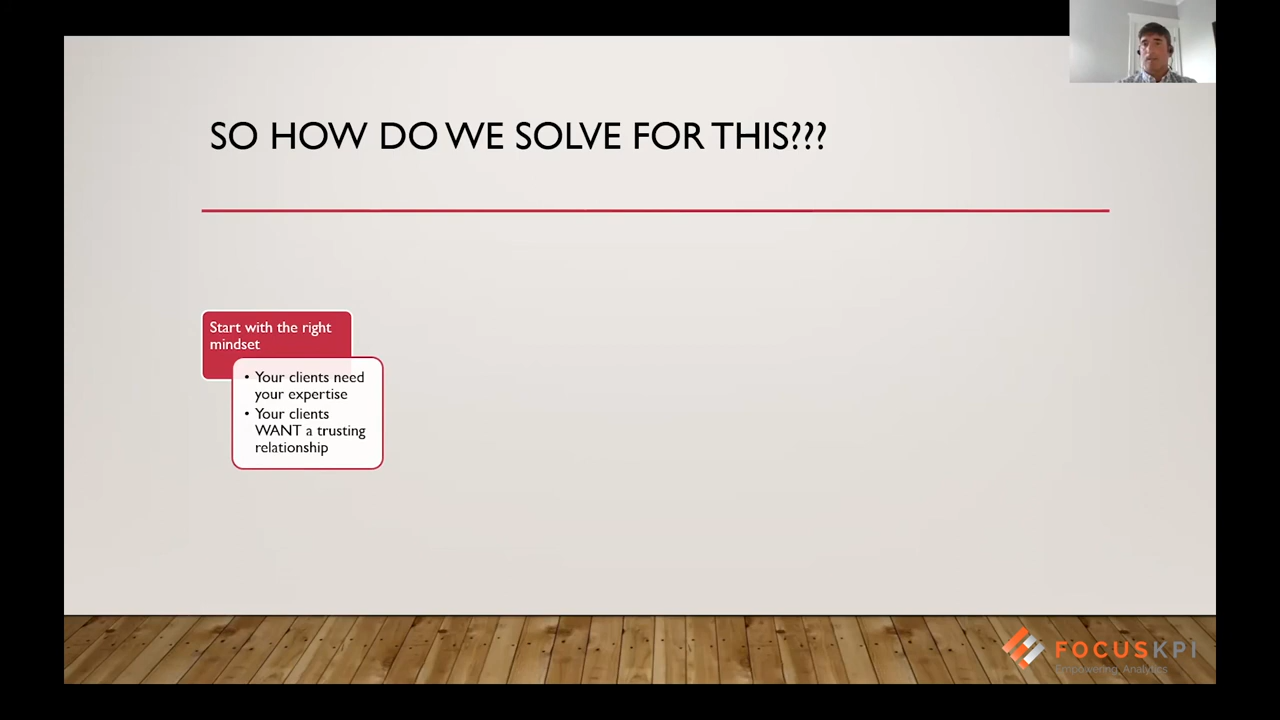 SO HOW DO WE SOLVE FOR THIS???
Start with the right
mindset
• Your clients need
your expertise
• Your clients
WANT a trusting
relationship
FOCUSKPI
Empowering Analytics